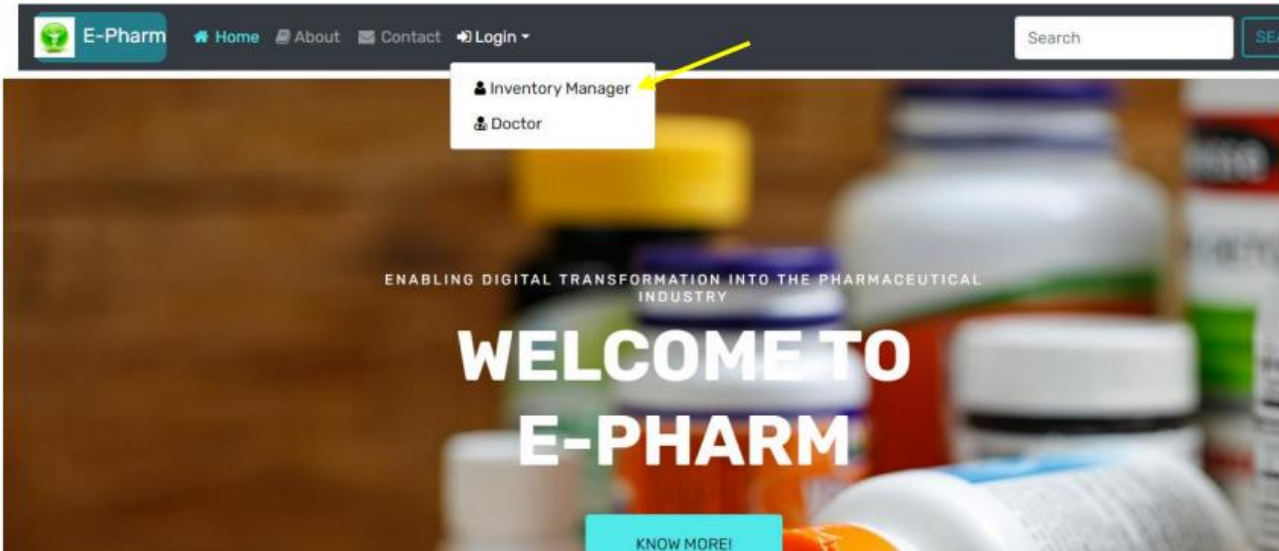 E-Pharm Home About Contact Login Search
Inventory Manager
Doctor
ENABLING DIGITAL TRANSFORMATION INTO THE PHARMACEUTICAL
INDUSTRY
WELCOME TO
E-PHARM
KNOW MORE!